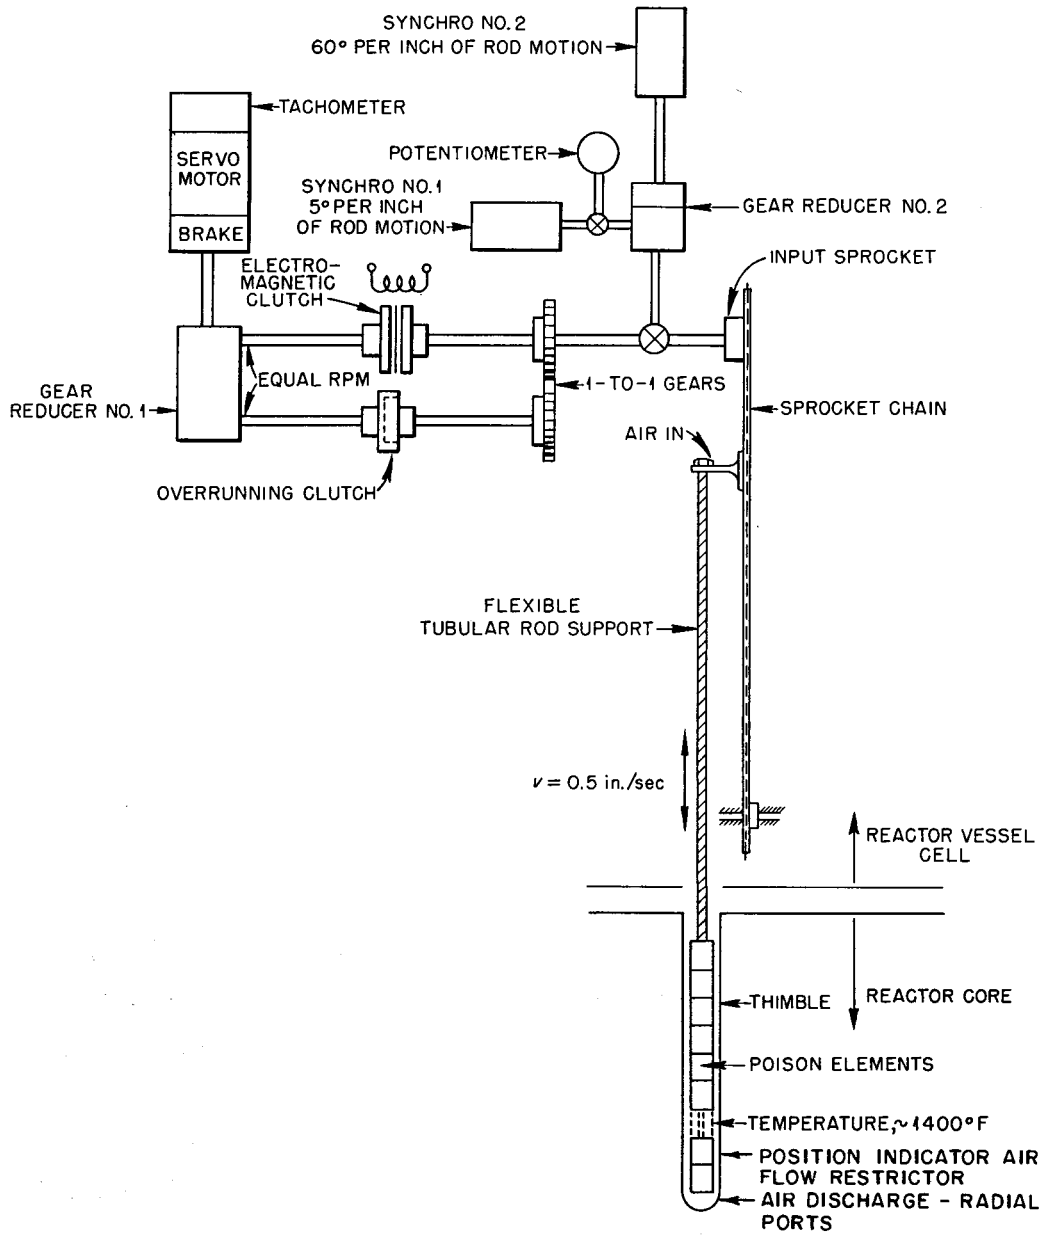 SYNCHRO NO. 2
60° PER INCH OF ROD MOTION
TACHOMETER
SERVO
MOTOR
BRAKE
POTENTIOMETER
SYNCHRO NO. 1
5° PER INCH
OF ROD MOTION
GEAR REDUCER NO. 2
INPUT SPROCKET
ELECTRO-
MAGNETIC
CLUTCH
EQUAL RPM
GEAR
REDUCER NO. 1
1-TO-1 GEARS
SPROCKET CHAIN
AIR IN
OVERRUNNING CLUTCH
FLEXIBLE
TUBULAR ROD SUPPORT
v = 0.5 in./sec
REACTOR VESSEL
CELL
REACTOR CORE
THIMBLE
POISON ELEMENTS
TEMPERATURE, ~1400°F
POSITION INDICATOR AIR
FLOW RESTRICTOR
AIR DISCHARGE - RADIAL
PORTS